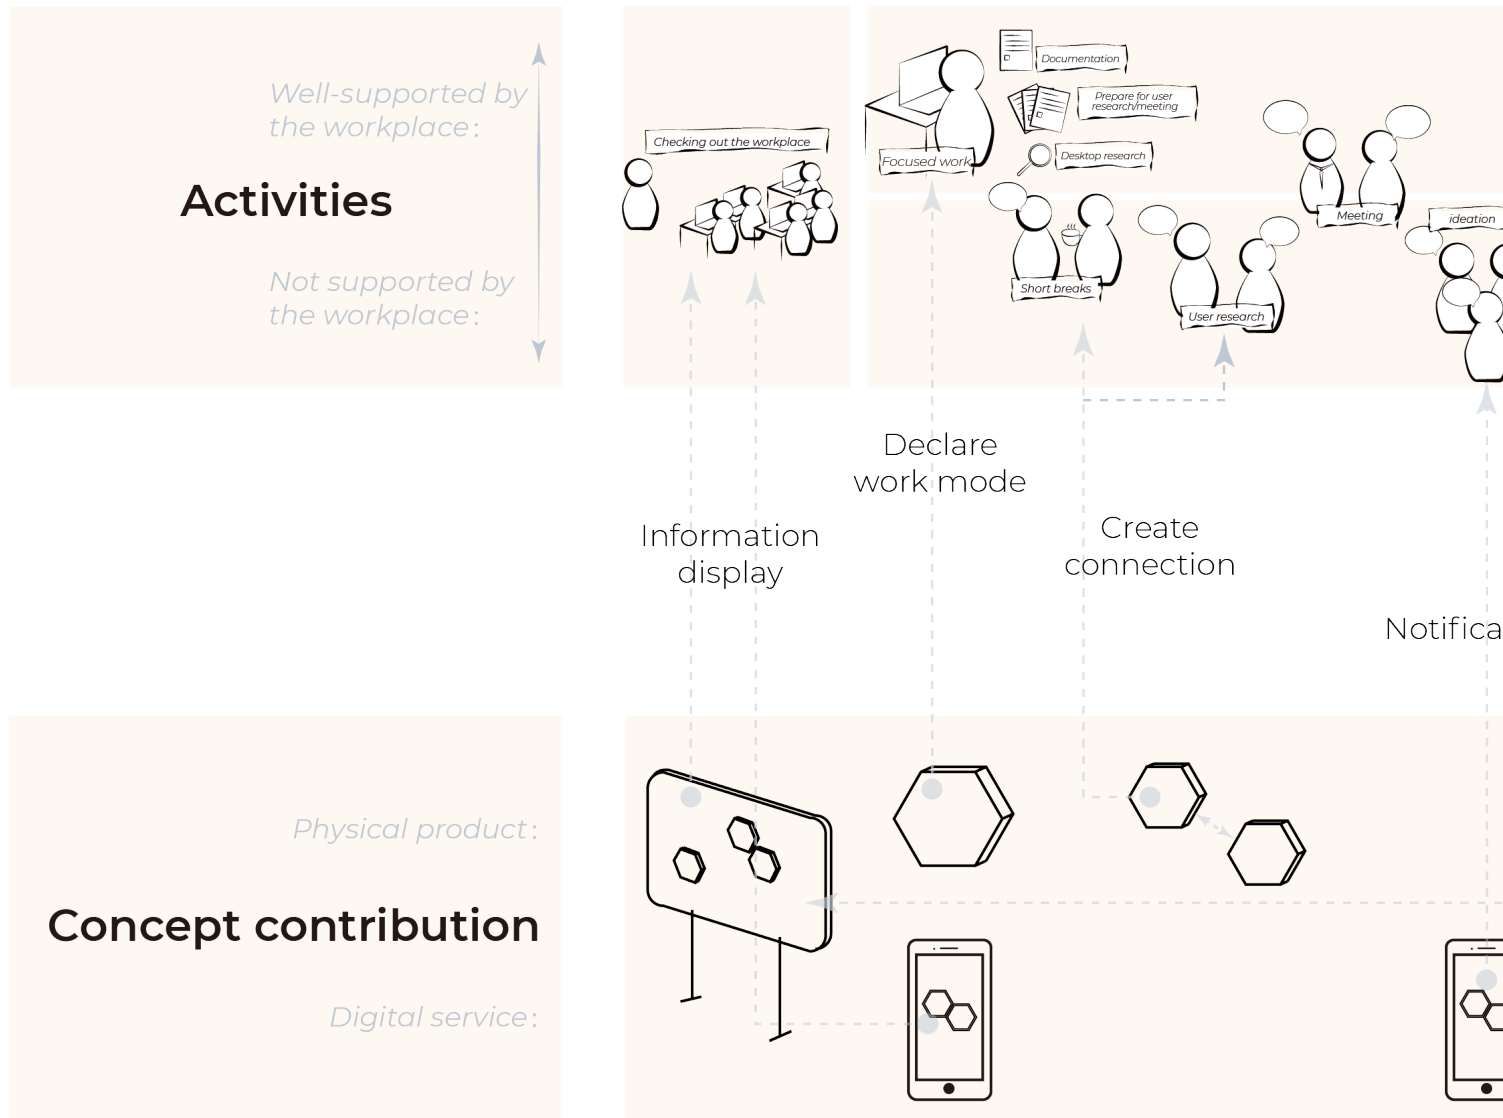 Well-supported by
the workplace:
Activities
Not supported by
the workplace:
Checking out the workplace
Focused work
Documentation
Prepare for user
research/meeting
Desktop research
Short breaks
User research
Meeting
ideation
Declare
work mode
Information
display
Create
connection
Notifica
Physical product:
Concept contribution
Digital service: